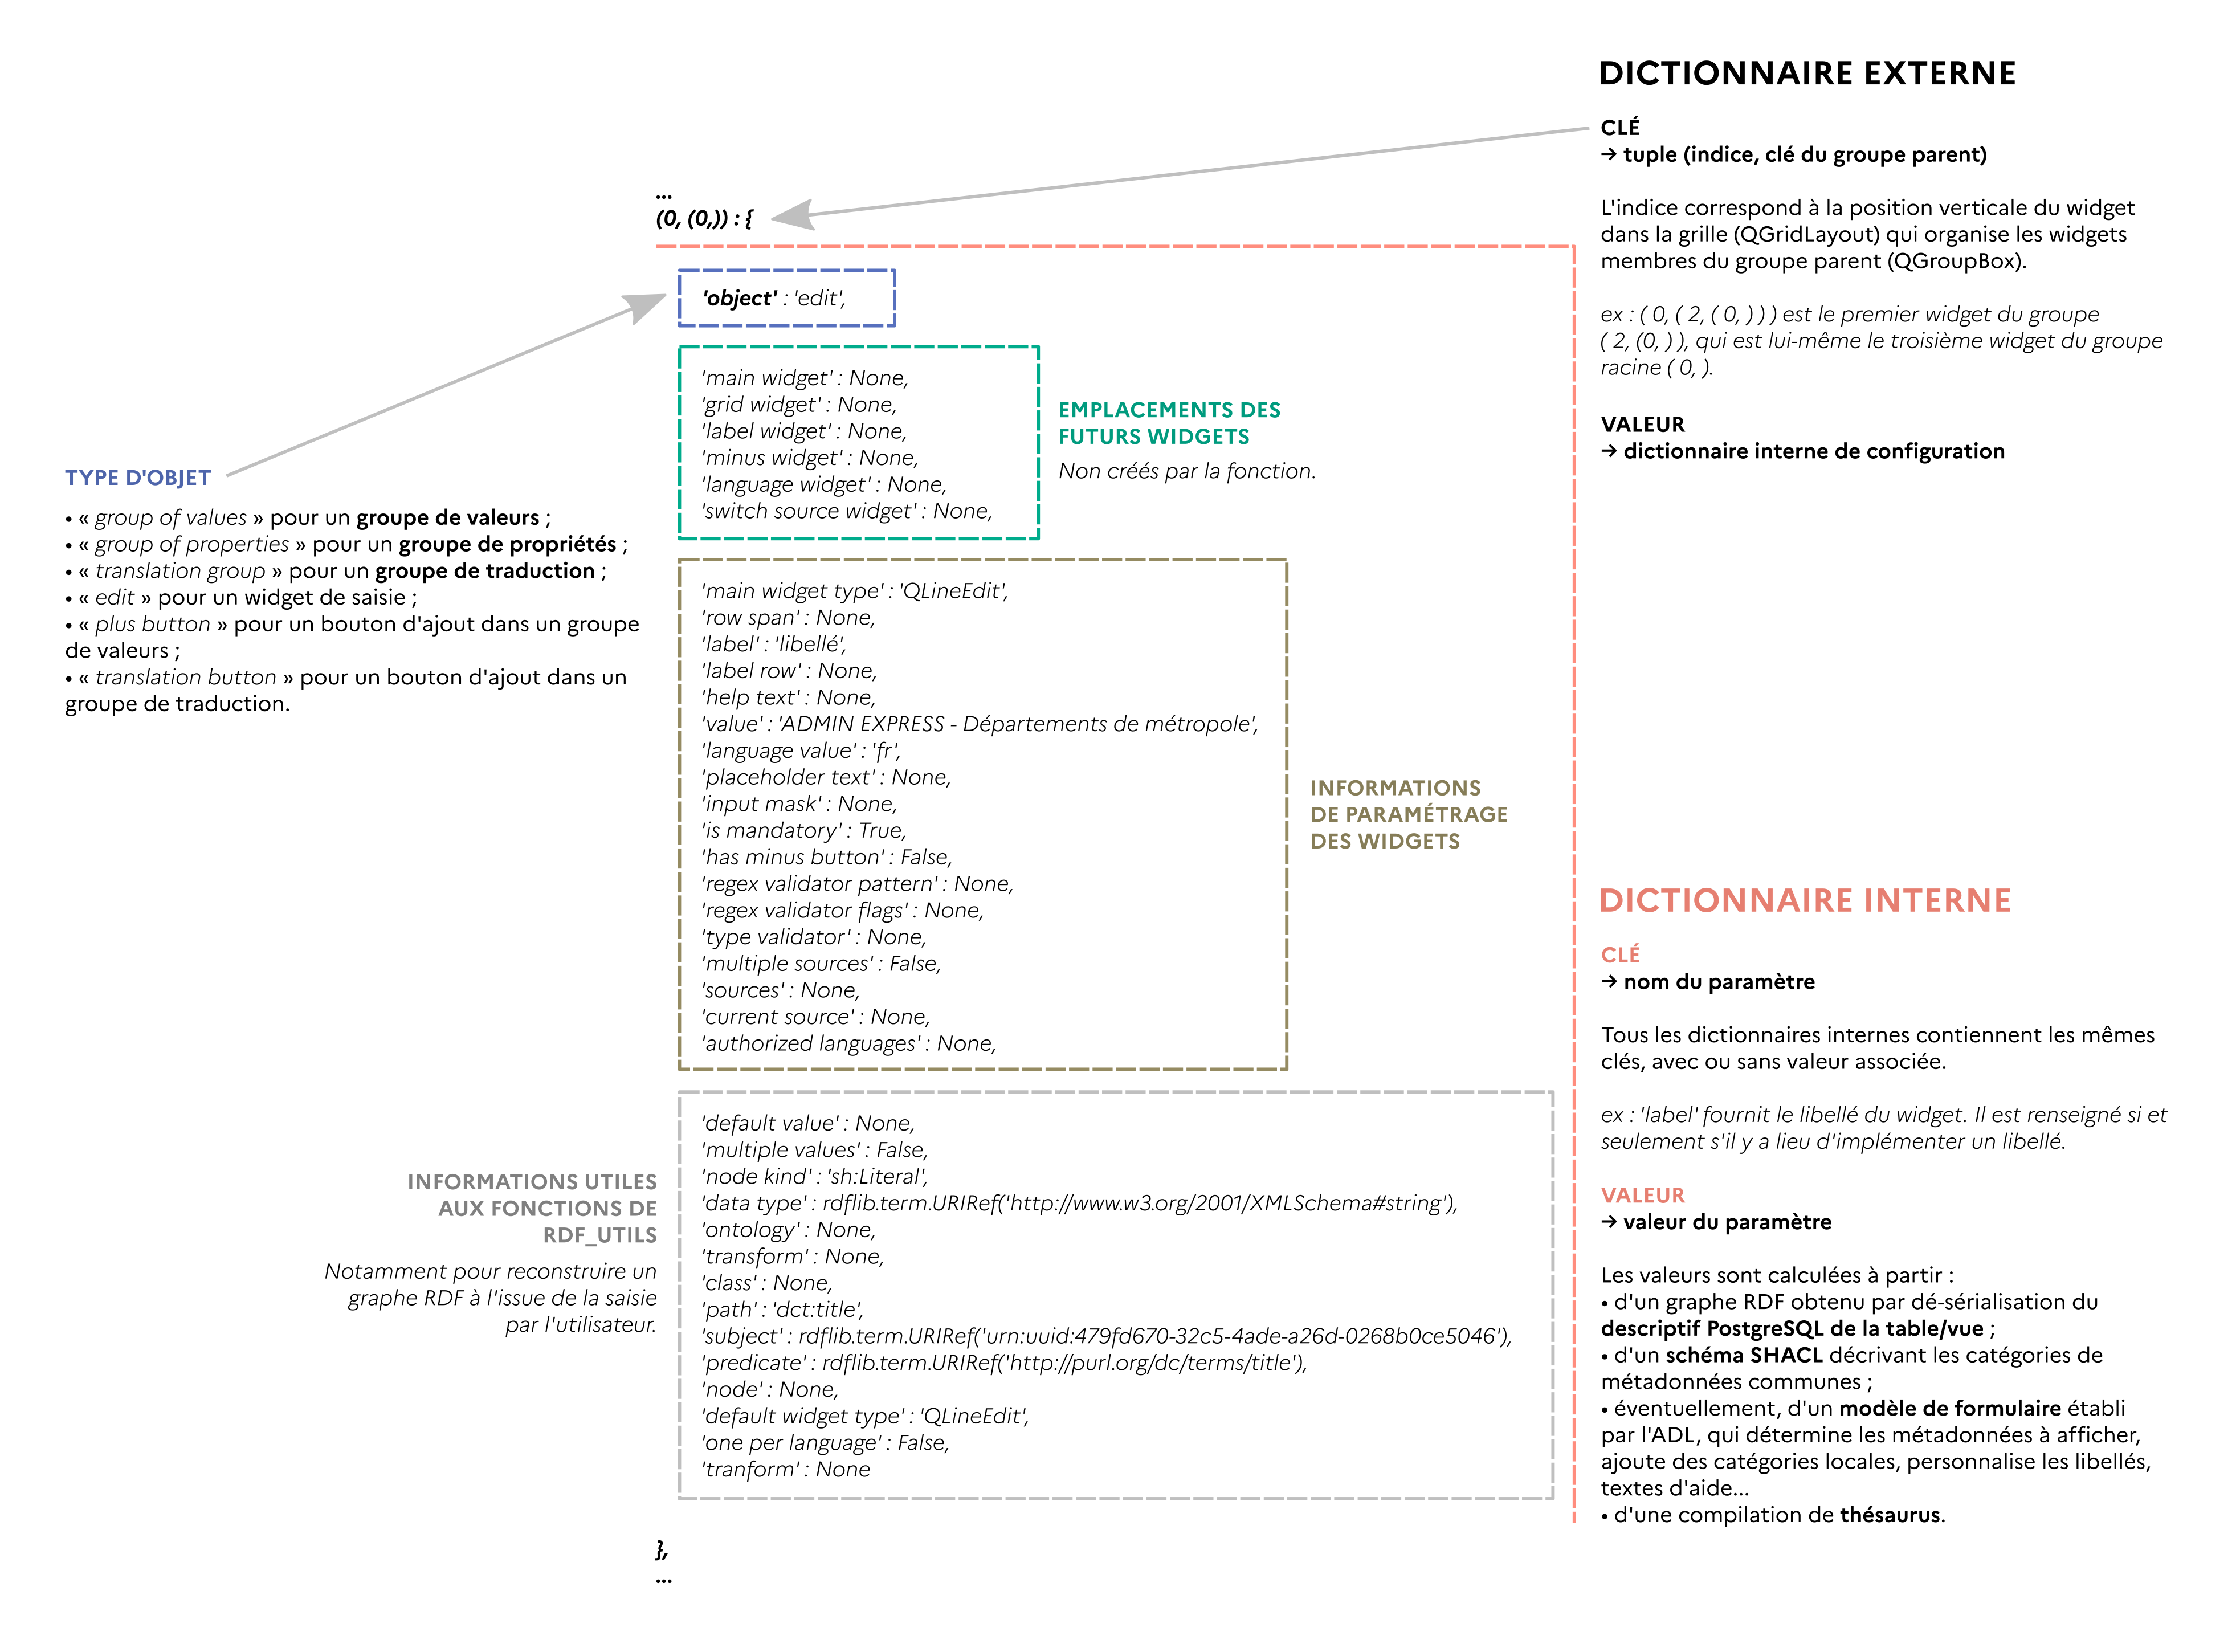 DICTIONNAIRE EXTERNE
CLÉ
→ tuple (indice, clé du groupe parent)
L'indice correspond à la position verticale du widget
dans la grille (QGridLayout) qui organise les widgets
membres du groupe parent (QGroupBox).
ex : ( 0, ( 2, ( 0, ) ) ) est le premier widget du groupe
( 2, (0, ) ), qui est lui-même le troisième widget du groupe
racine ( 0, ).
VALEUR
→ dictionnaire interne de configuration
...
(0, (0,)) : {
'object' : 'edit',
'main widget' : None,
'grid widget' : None,
'label widget' : None,
'minus widget' : None,
'language widget' : None,
'switch source widget' : None,
EMPLACEMENTS DES
FUTURS WIDGETS
Non créés par la fonction.
TYPE D'OBJET
• « group of values » pour un groupe de valeurs ;
• « group of properties » pour un groupe de propriétés ;
• « translation group » pour un groupe de traduction ;
• « edit » pour un widget de saisie ;
• « plus button » pour un bouton d'ajout dans un groupe
de valeurs ;
• « translation button » pour un bouton d'ajout dans un
groupe de traduction.
'main widget type' : 'QLineEdit',
'row span' : None,
'label' : 'libellé',
'label row' : None,
'help text' : None,
'value' : 'ADMIN EXPRESS - Départements de métropole',
'language value' : 'fr',
'placeholder text' : None,
'input mask' : None,
'is mandatory' : True,
'has minus button' : False,
'regex validator pattern' : None,
'regex validator flags' : None,
'type validator' : None,
'multiple sources' : False,
'sources' : None,
'current source' : None,
'authorized languages' : None,
INFORMATIONS
DE PARAMÉTRAGE
DES WIDGETS
DICTIONNAIRE INTERNE
CLÉ
→ nom du paramètre
Tous les dictionnaires internes contiennent les mêmes
clés, avec ou sans valeur associée.
ex : 'label' fournit le libellé du widget. Il est renseigné si et
seulement s'il y a lieu d'implémenter un libellé.
VALEUR
→ valeur du paramètre
Les valeurs sont calculées à partir :
• d'un graphe RDF obtenu par dé-sérialisation du
descriptif PostgreSQL de la table/vue ;
• d'un schéma SHACL décrivant les catégories de
métadonnées communes ;
• éventuellement, d'un modèle de formulaire établi
par l'ADL, qui détermine les métadonnées à afficher,
ajoute des catégories locales, personnalise les libellés,
textes d'aide...
• d'une compilation de thésaurus.
INFORMATIONS UTILES
AUX FONCTIONS DE
RDF_UTILS
Notamment pour reconstruire un
graphe RDF à l'issue de la saisie
par l'utilisateur.
'default value' : None,
'multiple values' : False,
'node kind' : 'sh:Literal',
'data type' : rdflib.term.URIRef('http://www.w3.org/2001/XMLSchema#string'),
'ontology' : None,
'transform' : None,
'class' : None,
'path' : 'dct:title',
'subject' : rdflib.term.URIRef('urn:uuid:479fd670-32c5-4ade-a26d-0268b0ce5046'),
'predicate' : rdflib.term.URIRef('http://purl.org/dc/terms/title'),
'node' : None,
'default widget type' : 'QLineEdit',
'one per language' : False,
'tranform' : None
},
...